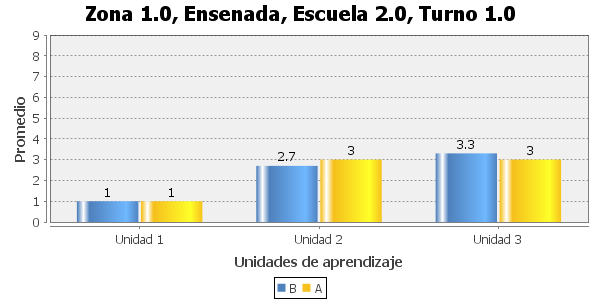 Zona 1.0, Ensenada, Escuela 2.0, Turno 1.0
9
8
7
6
5
4
3
2
1
0
Promedio
1
1
2.7
3
3.3
3
Unidad 1
Unidad 2
Unidad 3
Unidades de aprendizaje
B
A